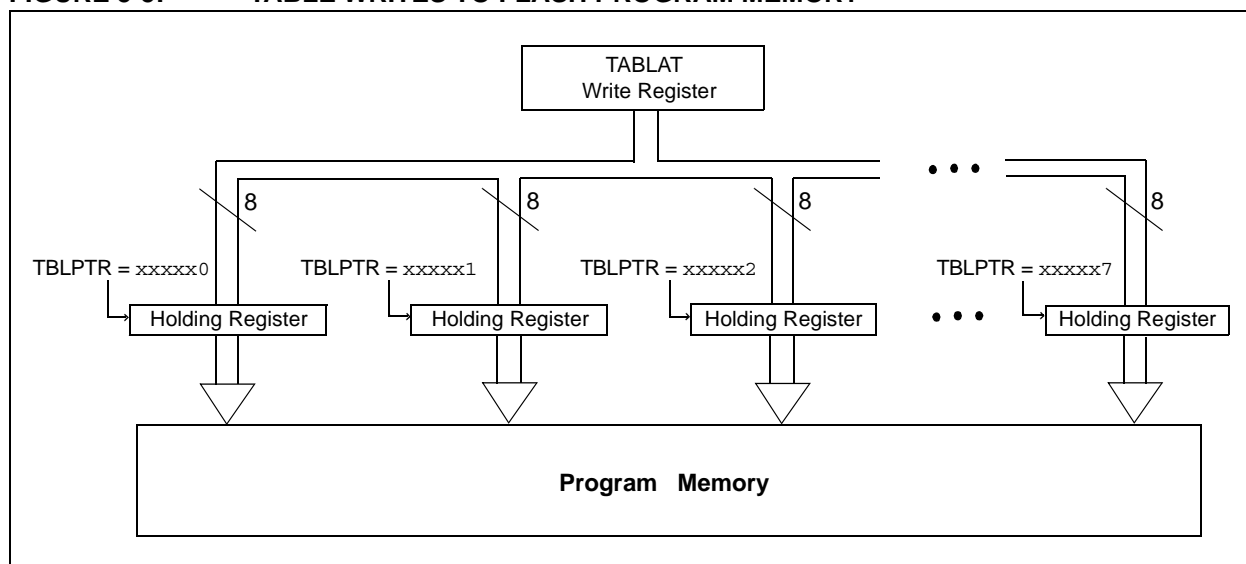 TABLE WRITES TO FLASH PROGRAM MEMORY
TABLAT
Write Register
8 8 8 8
TBLPTR = xxxxx0 TBLPTR = xxxxx1 TBLPTR = xxxxx2 TBLPTR = xxxxx7
Holding Register Holding Register Holding Register Holding Register
Program Memory